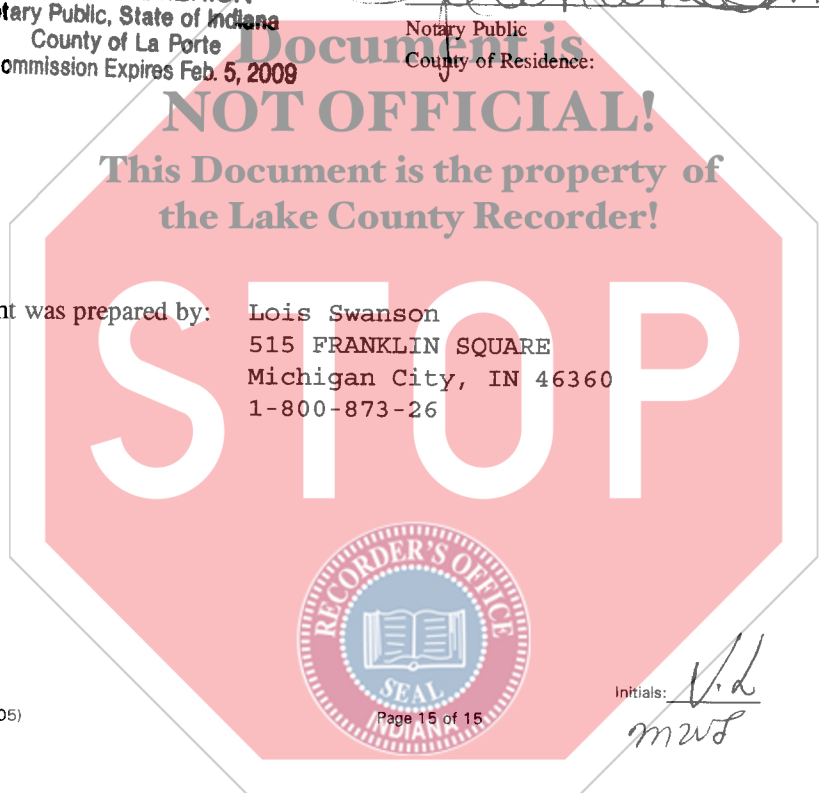 tary Public, State of Indiana
County of La Porte
ommission Expires Feb. 5, 2009
Notary Public
County of Residence:
Document is
NOT OFFICIAL!
This Document is the property of
the Lake County Recorder!
STOP
nt was prepared by: Lois Swanson
515 FRANKLIN SQUARE
Michigan City, IN 46360
1-800-873-26
RECORDER'S OFFICE
SEAL
INDIANA
05)
Page 15 of 15
Initials: V.L
MWL